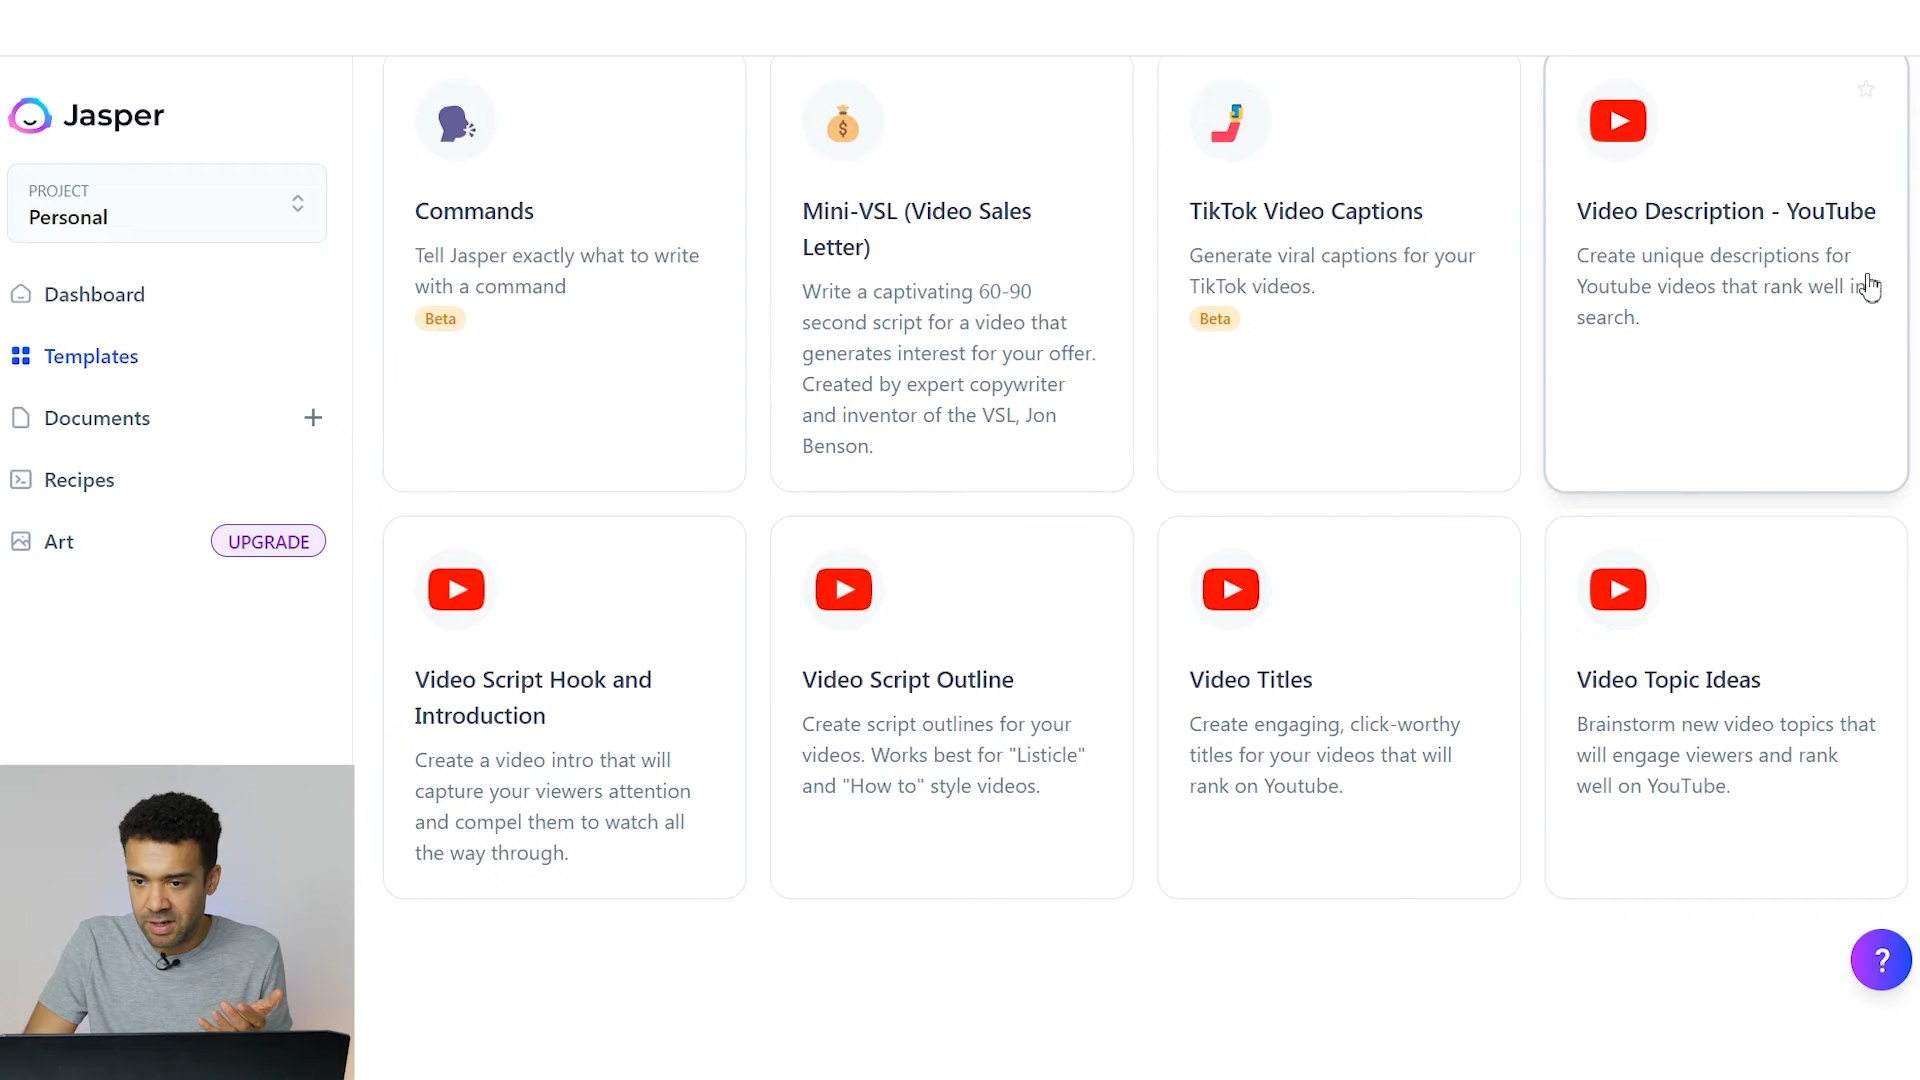 Jasper
PROJECT
Personal
Dashboard
Templates
Documents
Recipes
Art
UPGRADE
Commands
Tell Jasper exactly what to write
with a command
Beta
Mini-VSL (Video Sales
Letter)
Write a captivating 60-90
second script for a video that
generates interest for your offer.
Created by expert copywriter
and inventor of the VSL, Jon
Benson.
TikTok Video Captions
Generate viral captions for your
TikTok videos.
Beta
Video Description - YouTube
Create unique descriptions for
Youtube videos that rank well in
search.
Video Script Hook and
Introduction
Create a video intro that will
capture your viewers attention
and compel them to watch all
the way through.
Video Script Outline
Create script outlines for your
videos. Works best for "Listicle"
and "How to" style videos.
Video Titles
Create engaging, click-worthy
titles for your videos that will
rank on Youtube.
Video Topic Ideas
Brainstorm new video topics that
will engage viewers and rank
well on YouTube.
?